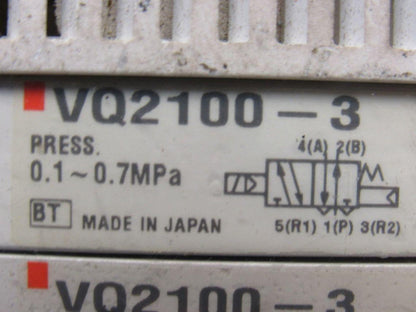 VQ2100-3
PRESS.
0.1~0.7MPa
4(A) 2(B)
5(R1) 1(P) 3(R2)
BT MADE IN JAPAN
VQ2100-3